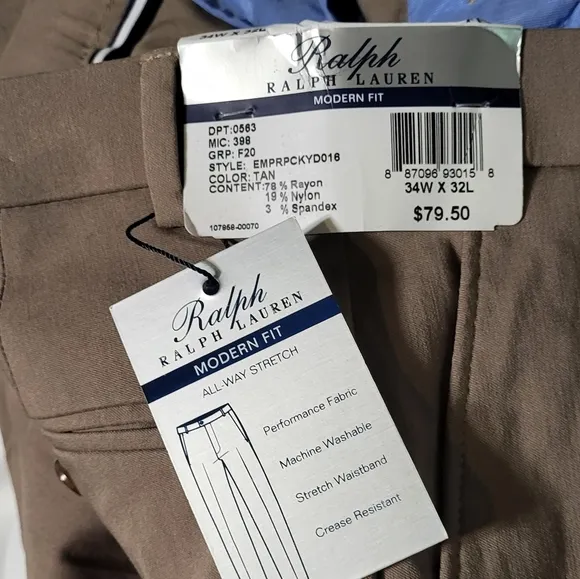 34W X 32L
Ralph
RALPH LAUREN
MODERN FIT
DPT:0563
MIC: 398
GRP: F20
STYLE: EMPRPCKYD016
COLOR: TAN
CONTENT:78 % Rayon
19 % Nylon
3 % Spandex
107858-00070
8 87096 93015 8
34W X 32L
$79.50
Ralph
RALPH LAUREN
MODERN FIT
ALL-WAY STRETCH
Performance Fabric
Machine Washable
Stretch Waistband
Crease Resistant